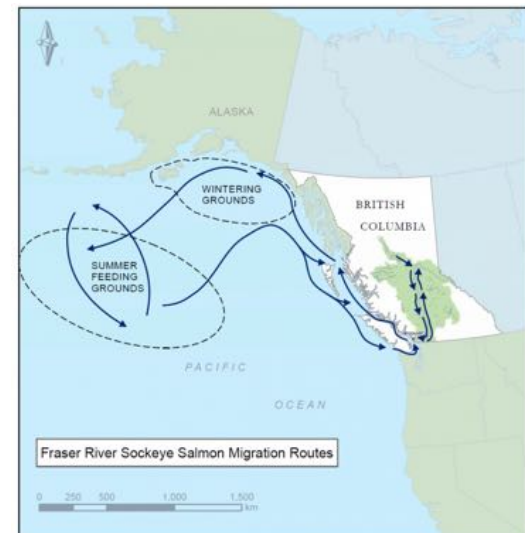 ALASKA
WINTERING
GROUNDS
BRITISH
COLUMBIA
SUMMER
FEEDING
GROUNDS
PACIFIC
OCEAN
Fraser River Sockeye Salmon Migration Routes
0 250 500 1,000 1,500
km